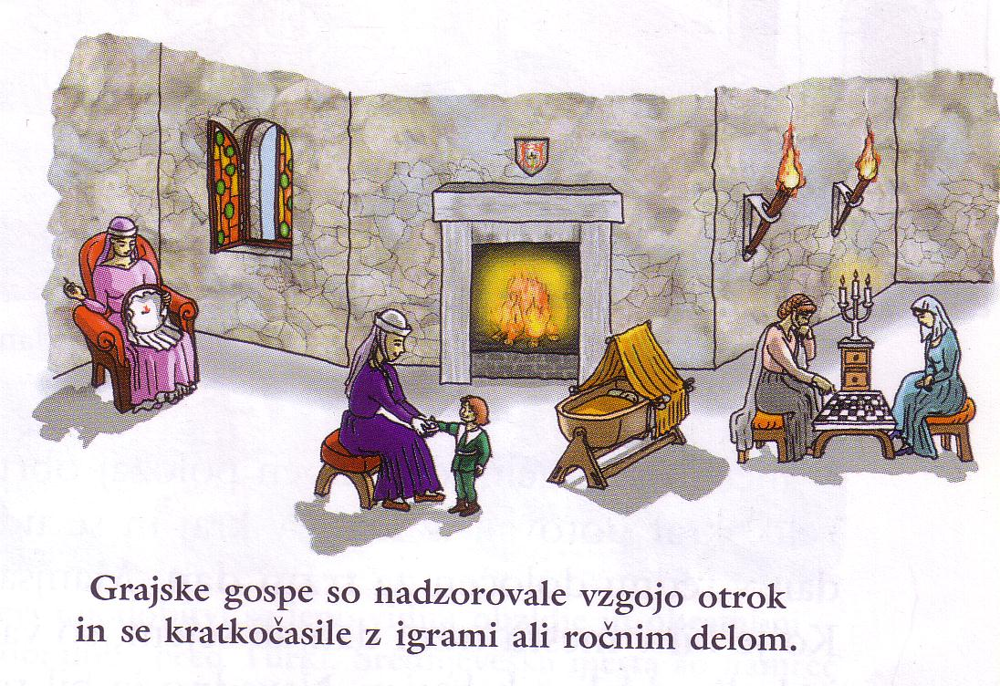 Grajske gospe so nadzorovale vzgojo otrok
in se kratkočasile z igrami ali ročnim delom.